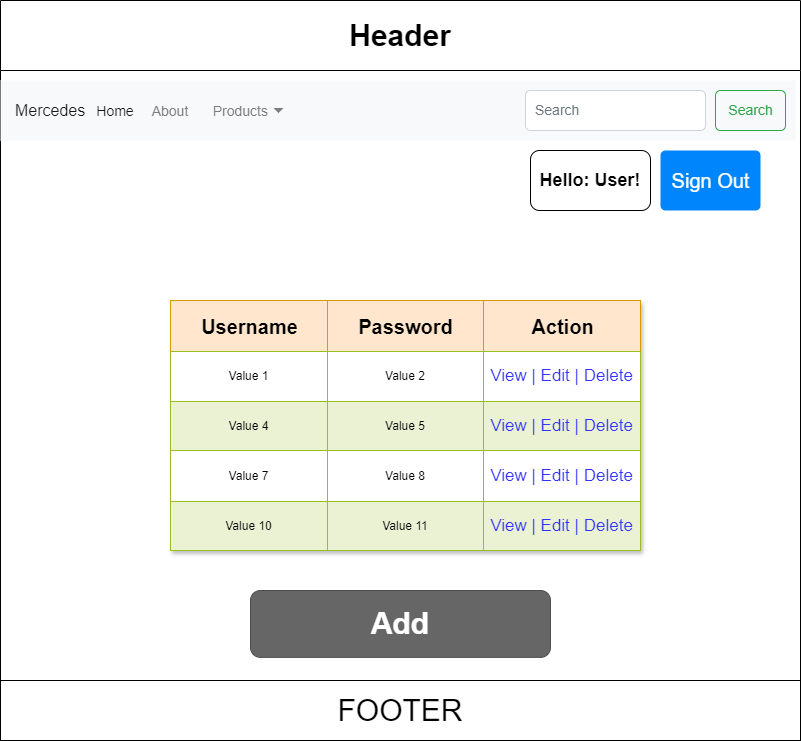 Header
Mercedes Home About Products Search Search
Hello: User! Sign Out
Username Password Action
Value 1 Value 2 View | Edit | Delete
Value 4 Value 5 View | Edit | Delete
Value 7 Value 8 View | Edit | Delete
Value 10 Value 11 View | Edit | Delete
Add
FOOTER